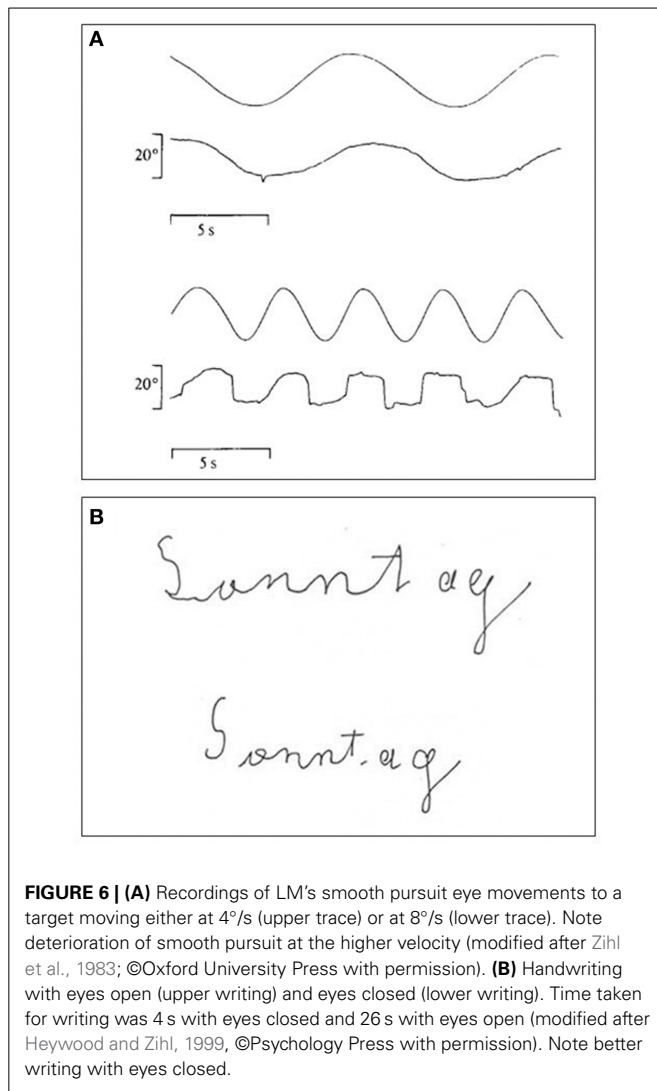 A
20°
5 s
20°
5 s
B
Sonntag
Sonntag
FIGURE 6 | (A) Recordings of LM's smooth pursuit eye movements to a
target moving either at 4°/s (upper trace) or at 8°/s (lower trace). Note
deterioration of smooth pursuit at the higher velocity (modified after Zihl
et al., 1983; ©Oxford University Press with permission). (B) Handwriting
with eyes open (upper writing) and eyes closed (lower writing). Time taken
for writing was 4 s with eyes closed and 26 s with eyes open (modified after
Heywood and Zihl, 1999, ©Psychology Press with permission). Note better
writing with eyes closed.